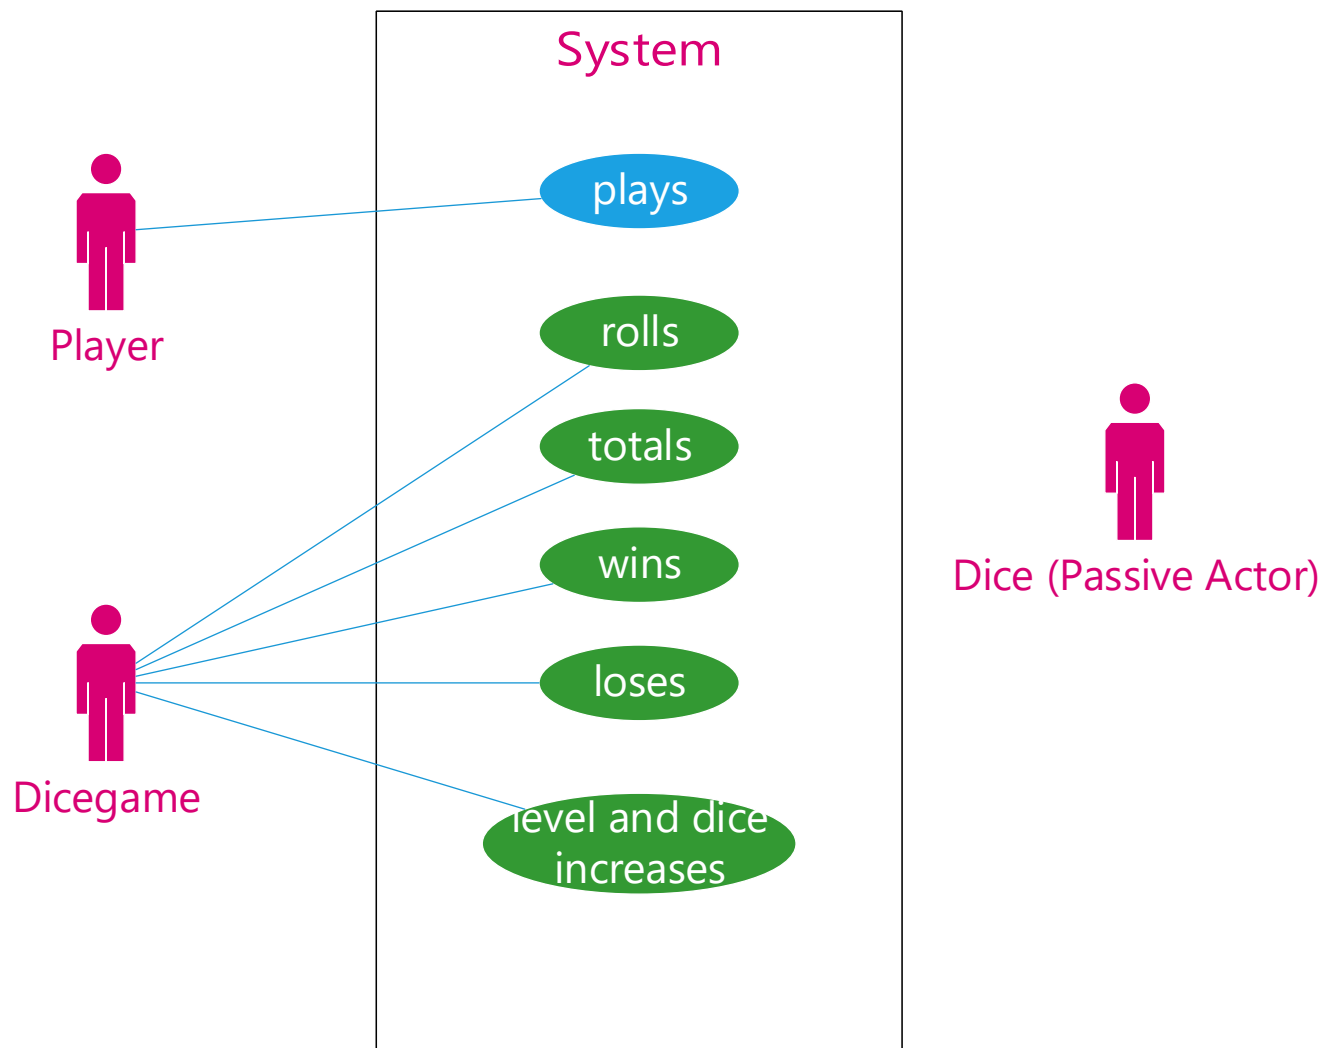 System
plays
Player
rolls
totals
wins
Dice (Passive Actor)
loses
Dicegame
level and dice
increases